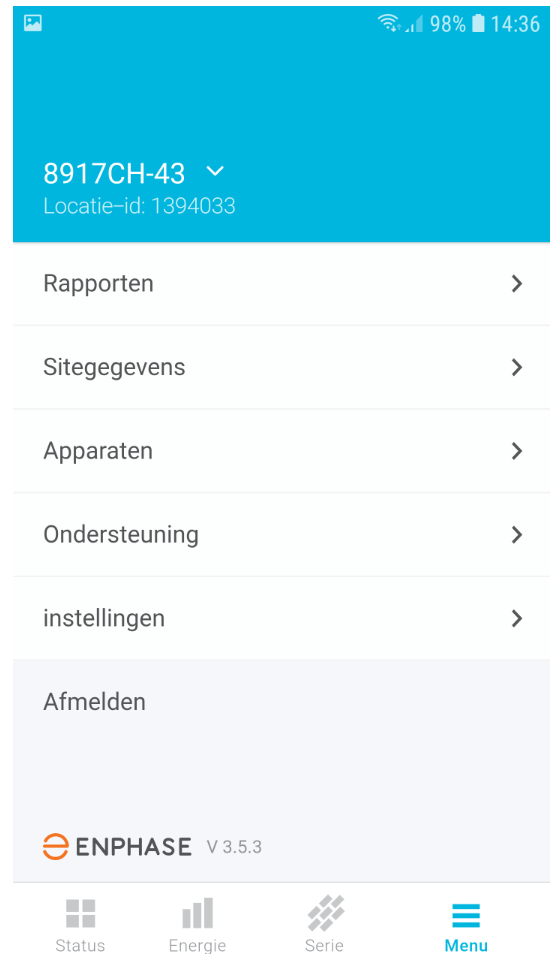 98% 14:36
8917CH-43
Locatie-id: 1394033
Rapporten
Sitegegevens
Apparaten
Ondersteuning
instellingen
Afmelden
ENPHASE V 3.5.3
Status Energie Serie Menu